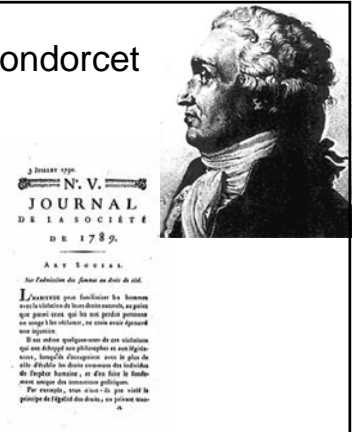 ondorcet
3 JUILLET 1790.
Nº. V.
JOURNAL
DE LA SOCIÉTÉ
DE 1789.
ART SOCIAL.
Sur l'admission des femmes au droit de cité.
L'HABITUDE peut familiariser les hommes
avec la violation de leurs droits naturels, au point
que parmi ceux qui les ont perdus personne
ne songe à les réclamer, ne croie avoir éprouvé
une injustice.
Il est même quelques-unes de ces violations
qui ont échappé aux philosophes et aux législa-
teurs, lorsqu'ils s'occupoient avec le plus de
zèle d'établir les droits communs des individus
de l'espèce humaine, et d'en faire le fonde-
ment unique des institutions politiques.
Par exemple, tous n'ont-ils pas violé le
principe de l'égalité des droits, en privant